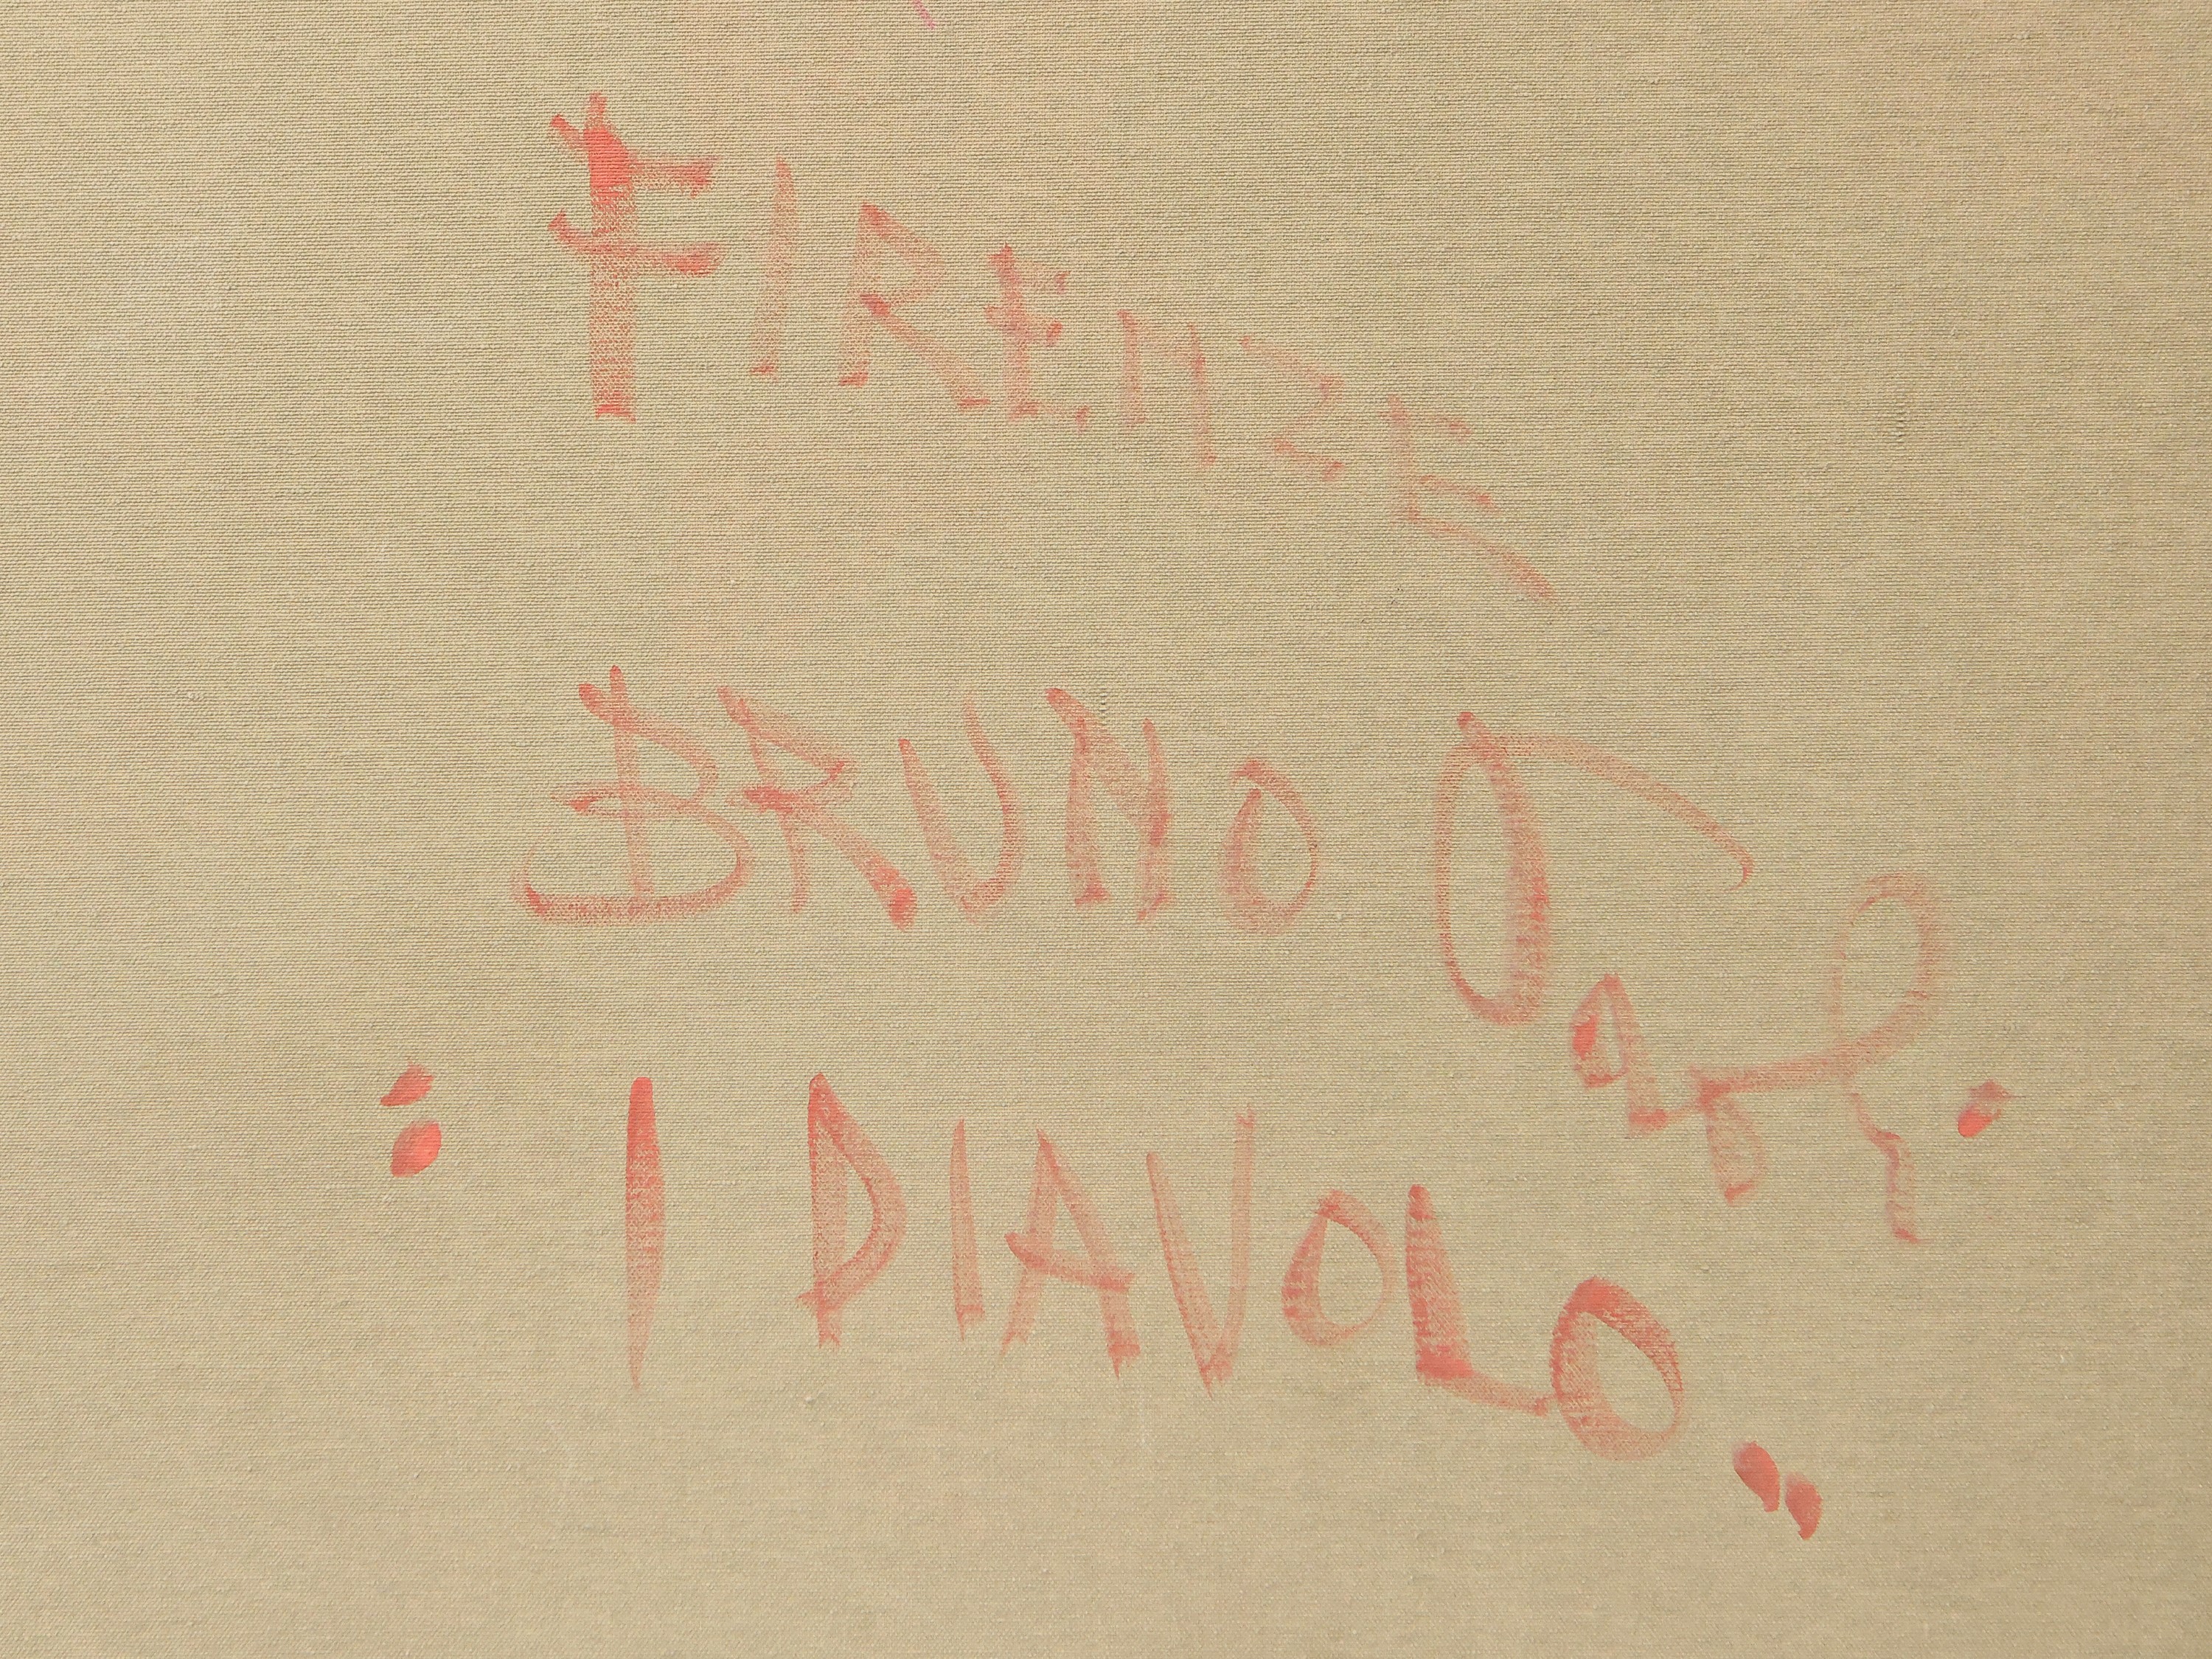 FIRENZE
BRUNO
"I DIAVOLO"